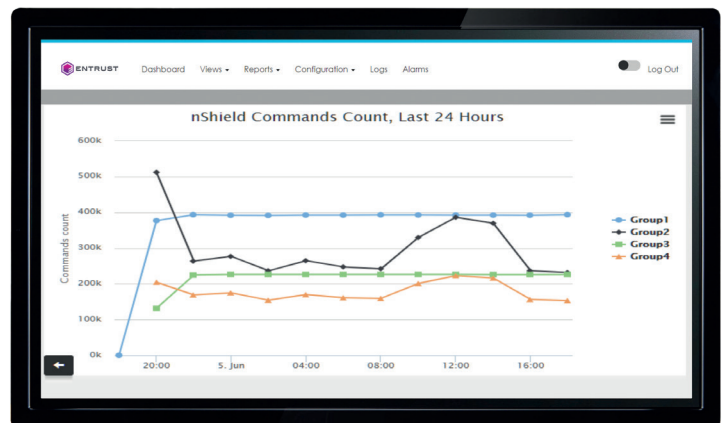 ENTRUST Dashboard Views Reports Configuration Logs Alarms Log Out
nShield Commands Count, Last 24 Hours
Commands count
600k
500k
400k
300k
200k
100k
0k
20:00 5. Jun 04:00 08:00 12:00 16:00
Group1
Group2
Group3
Group4